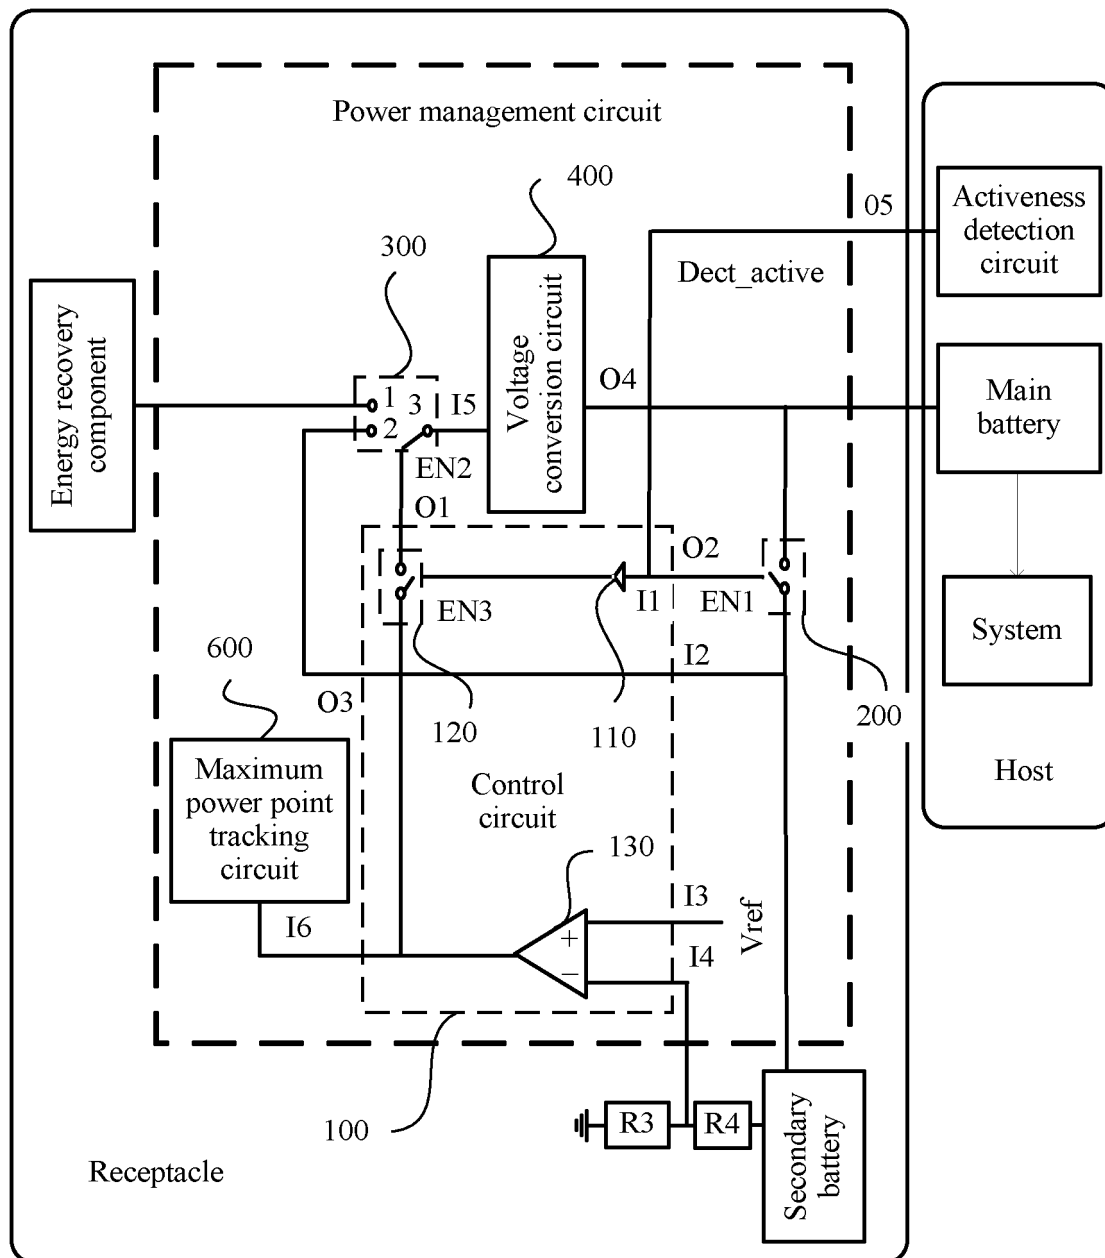 Power management circuit
400
05
Activeness
detection
circuit
300
Dect_active
Energy recovery
component
1
2
3
I5
Voltage
conversion circuit
O4
Main
battery
EN2
O1
O2
I1
EN1
EN3
System
I2
600
O3
120
110
200
Maximum
power point
tracking
circuit
Control
circuit
Host
130
I3
Vref
I6
+
−
I4
100
R3
R4
Secondary
battery
Receptacle